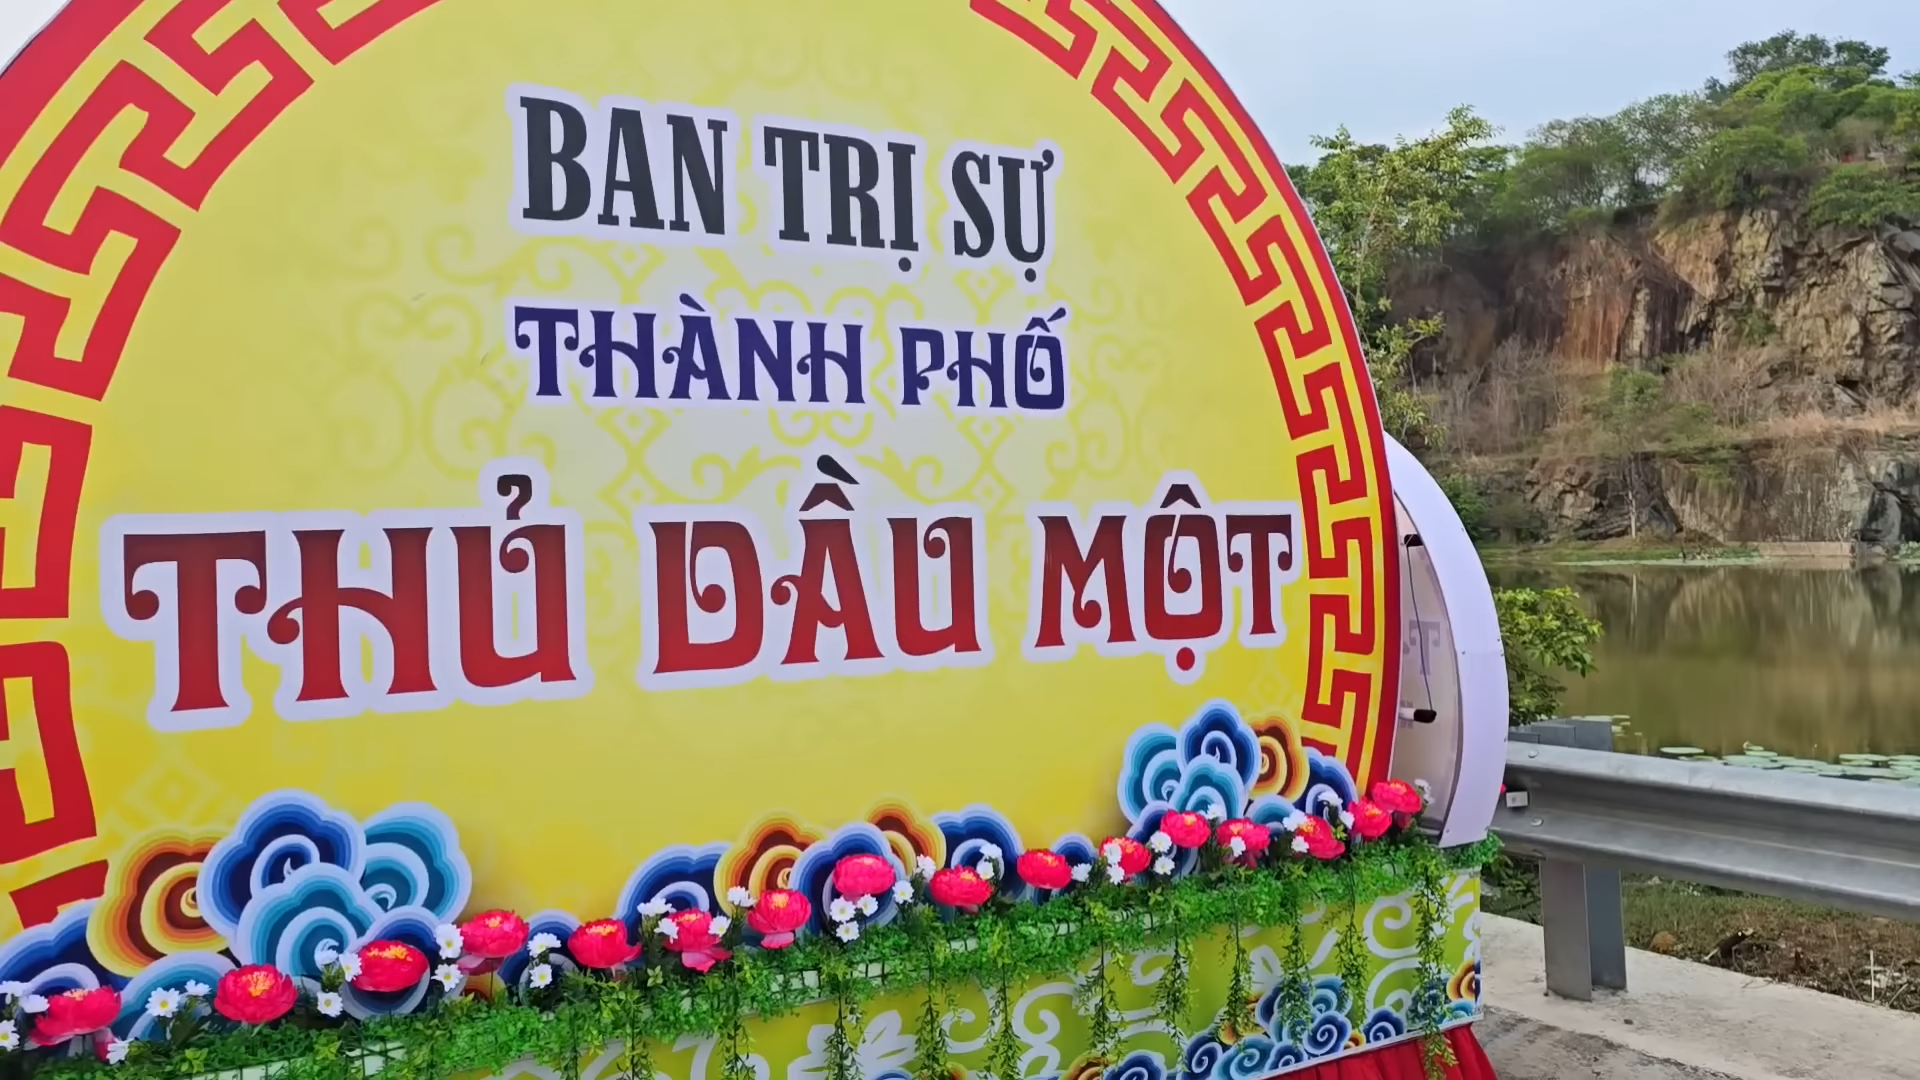 BAN TRỊ SỰ
THÀNH PHỐ
THỦ DẦU MỘT